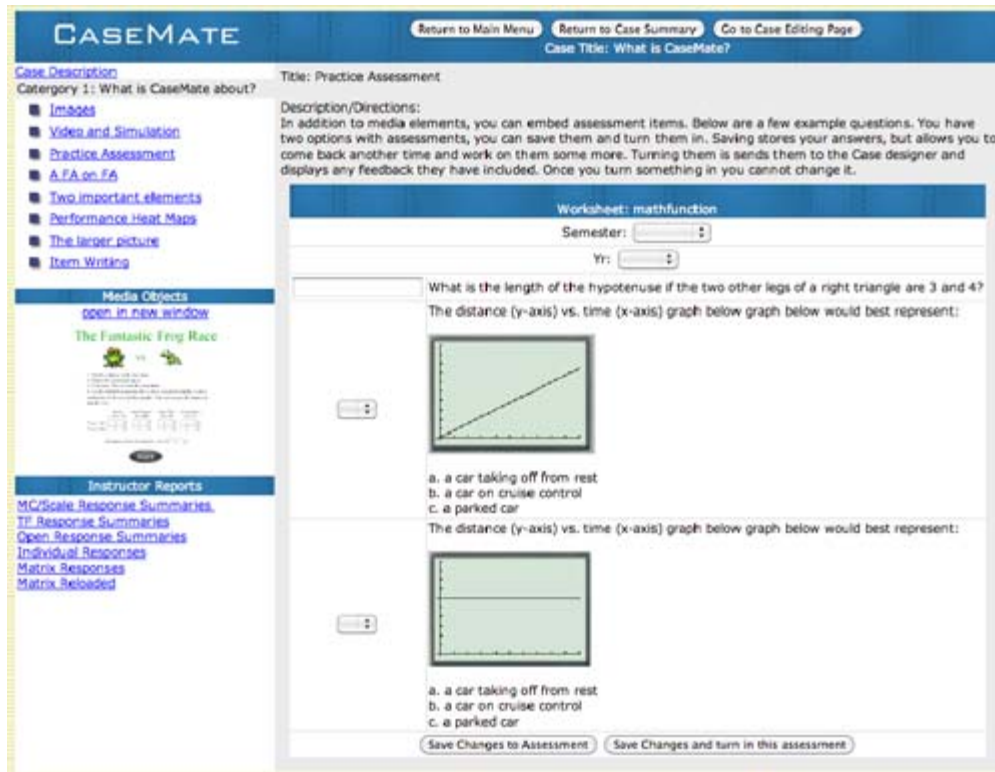 CASEMATE
Return to Main Menu
Return to Case Summary
Go to Case Editing Page
Case Title: What is CaseMate?
Case Description
Catergory 1: What is CaseMate about?
Images
Video and Simulation
Practice Assessment
A FA on FA
Two important elements
Performance Heat Maps
The larger picture
Item Writing
Media Objects
open in new window
The Fantastic Frog Race
vs
Instructor Reports
MC/Scale Response Summaries
TF Response Summaries
Open Response Summaries
Individual Responses
Matrix Responses
Matrix Reloaded
Title: Practice Assessment
Description/Directions:
In addition to media elements, you can embed assessment items. Below are a few example questions. You have
two options with assessments, you can save them and turn them in. Saving stores your answers, but allows you to
come back another time and work on them some more. Turning them is sends them to the Case designer and
displays any feedback they have included. Once you turn something in you cannot change it.
Worksheet: mathfunction
Semester:
Yr:
What is the length of the hypotenuse if the two other legs of a right triangle are 3 and 4?
The distance (y-axis) vs. time (x-axis) graph below graph below would best represent:
a. a car taking off from rest
b. a car on cruise control
c. a parked car
The distance (y-axis) vs. time (x-axis) graph below graph below would best represent:
a. a car taking off from rest
b. a car on cruise control
c. a parked car
Save Changes to Assessment
Save Changes and turn in this assessment